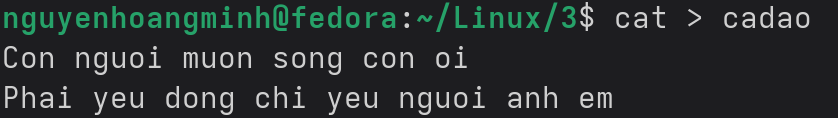 nguyenhoangminh@fedora:~/Linux/3$ cat > cadao
Con nguoi muon song con oi
Phai yeu dong chi yeu nguoi anh em